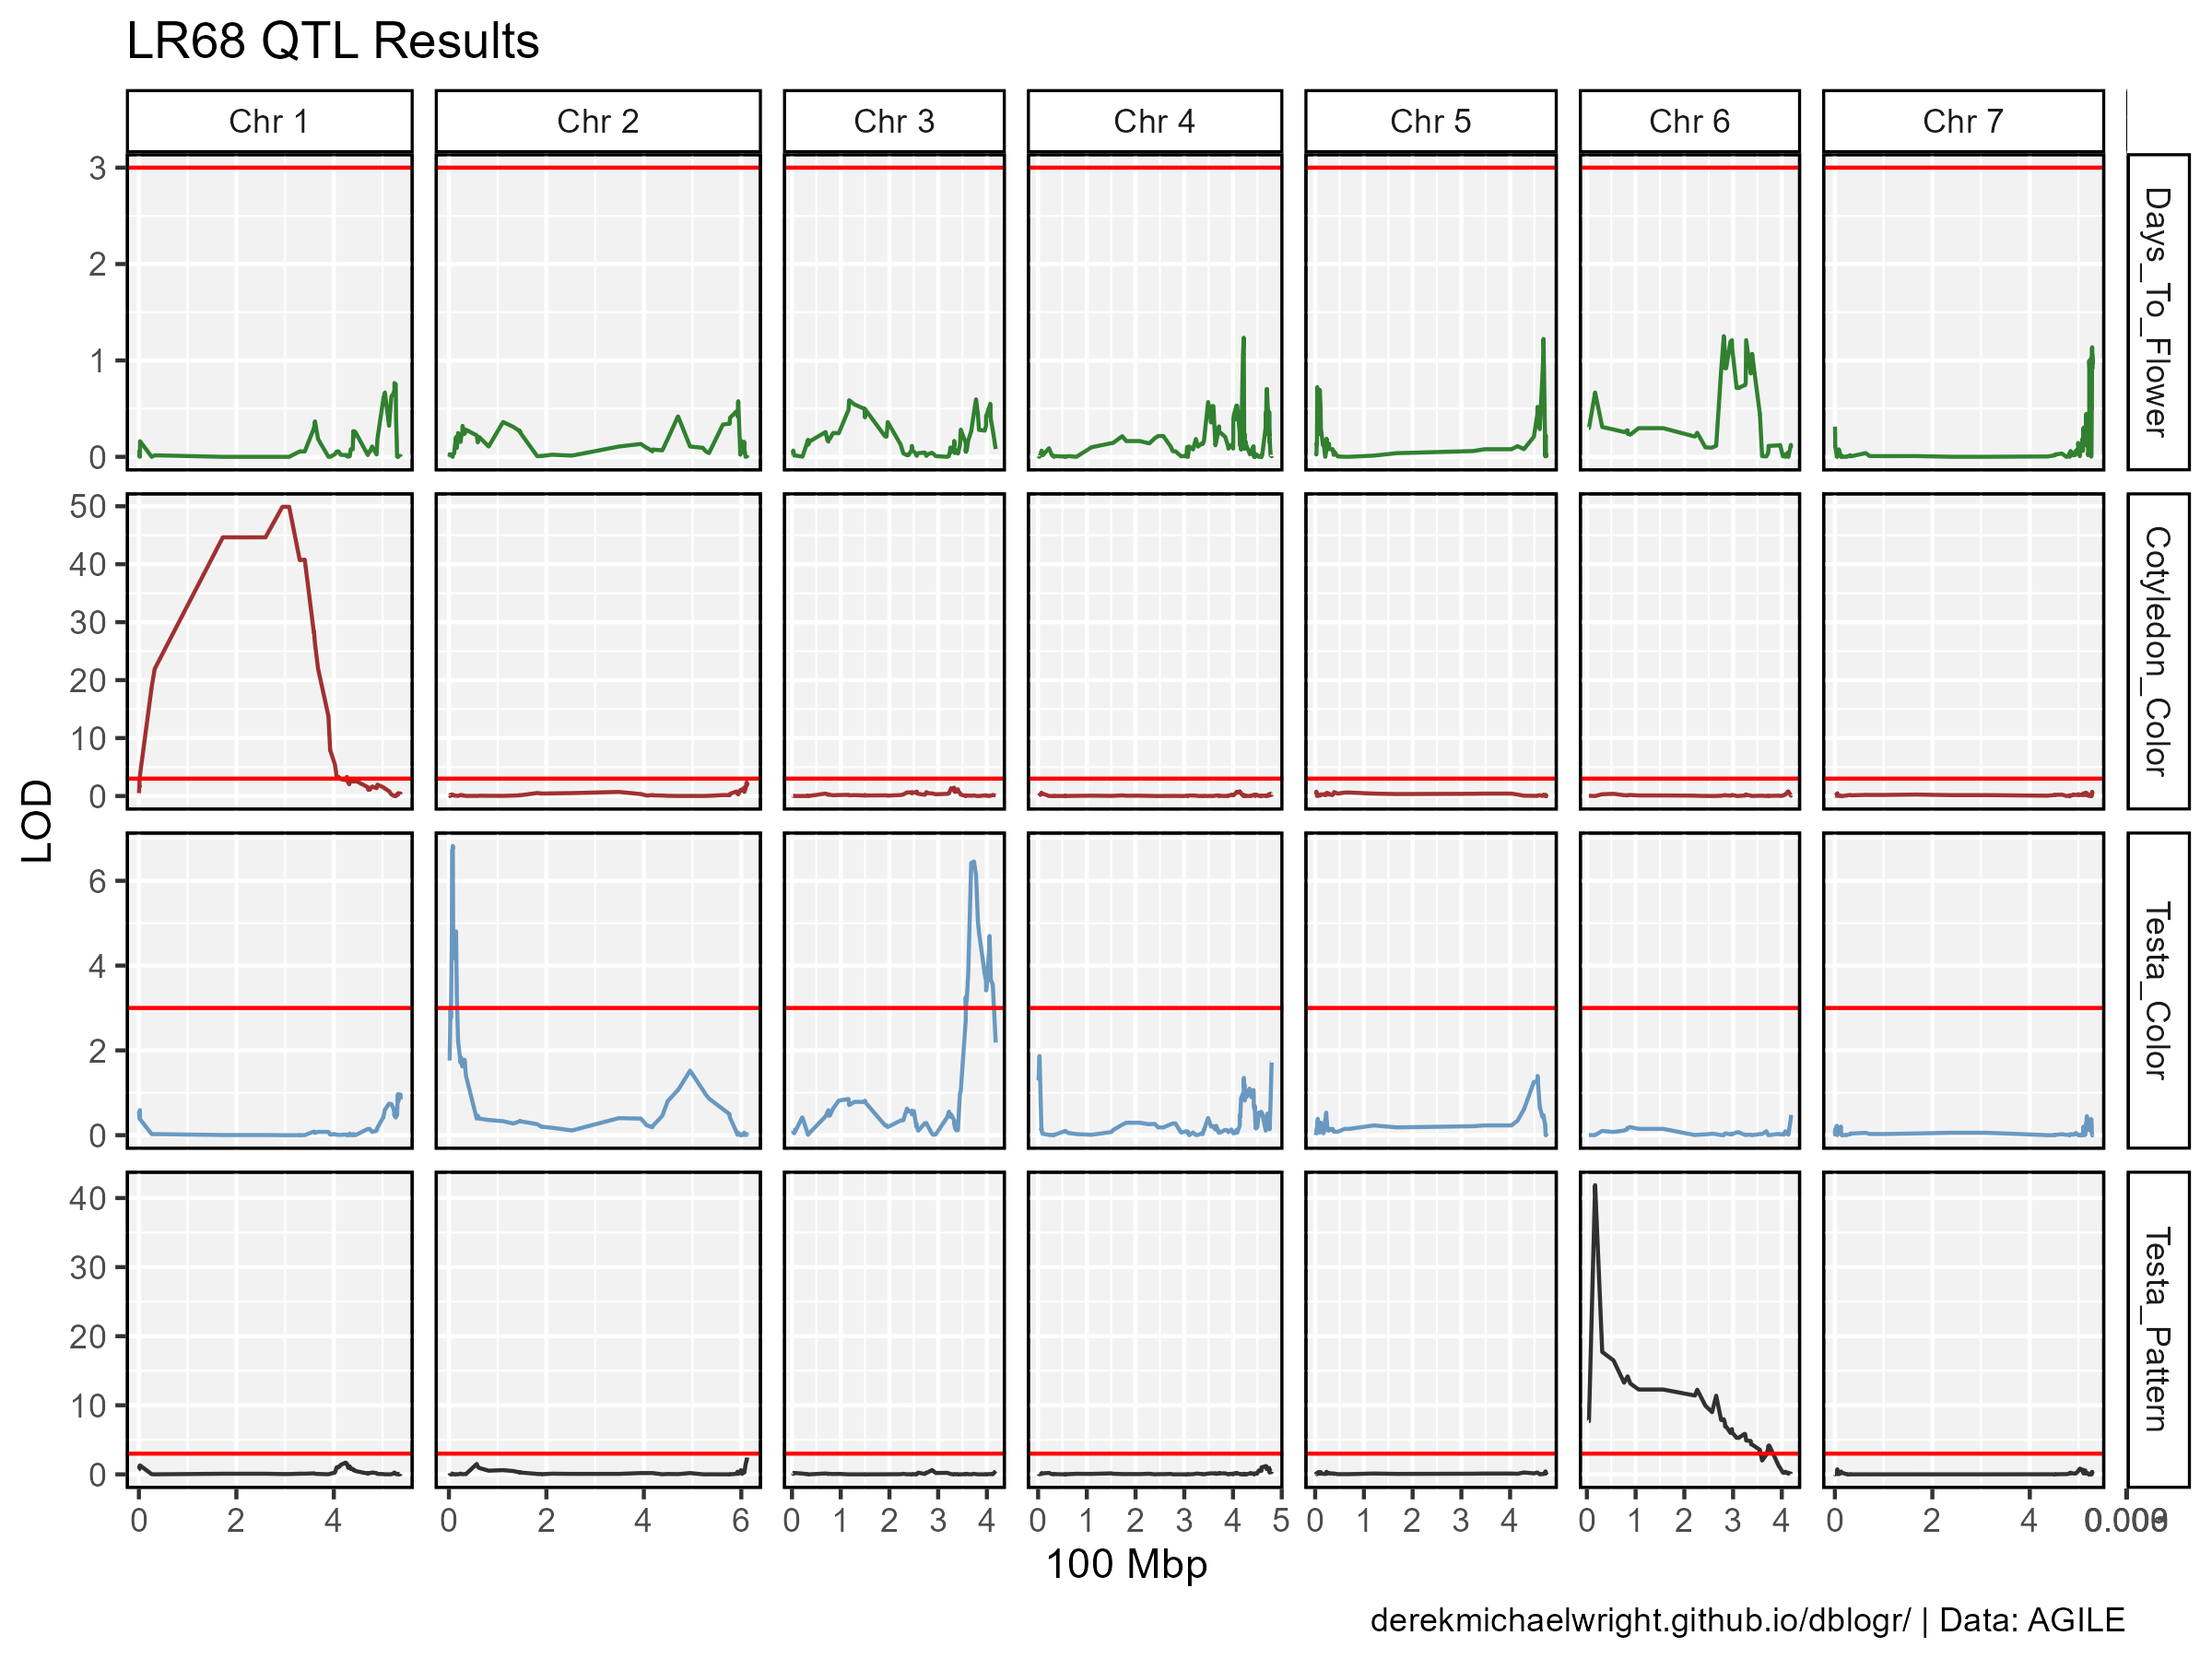 LR68 QTL Results
Chr 1 Chr 2 Chr 3 Chr 4 Chr 5 Chr 6 Chr 7
3
2
1
0
Days_To_Flower
50
40
30
20
10
0
Cotyledon_Color
LOD
6
4
2
0
Testa_Color
40
30
20
10
0
Testa_Pattern
0 2 4 0 2 4 6 0 1 2 3 4 0 1 2 3 4 5 0 1 2 3 4 0 1 2 3 4 0 2 4
100 Mbp
derekmichaelwright.github.io/dblogr/ | Data: AGILE